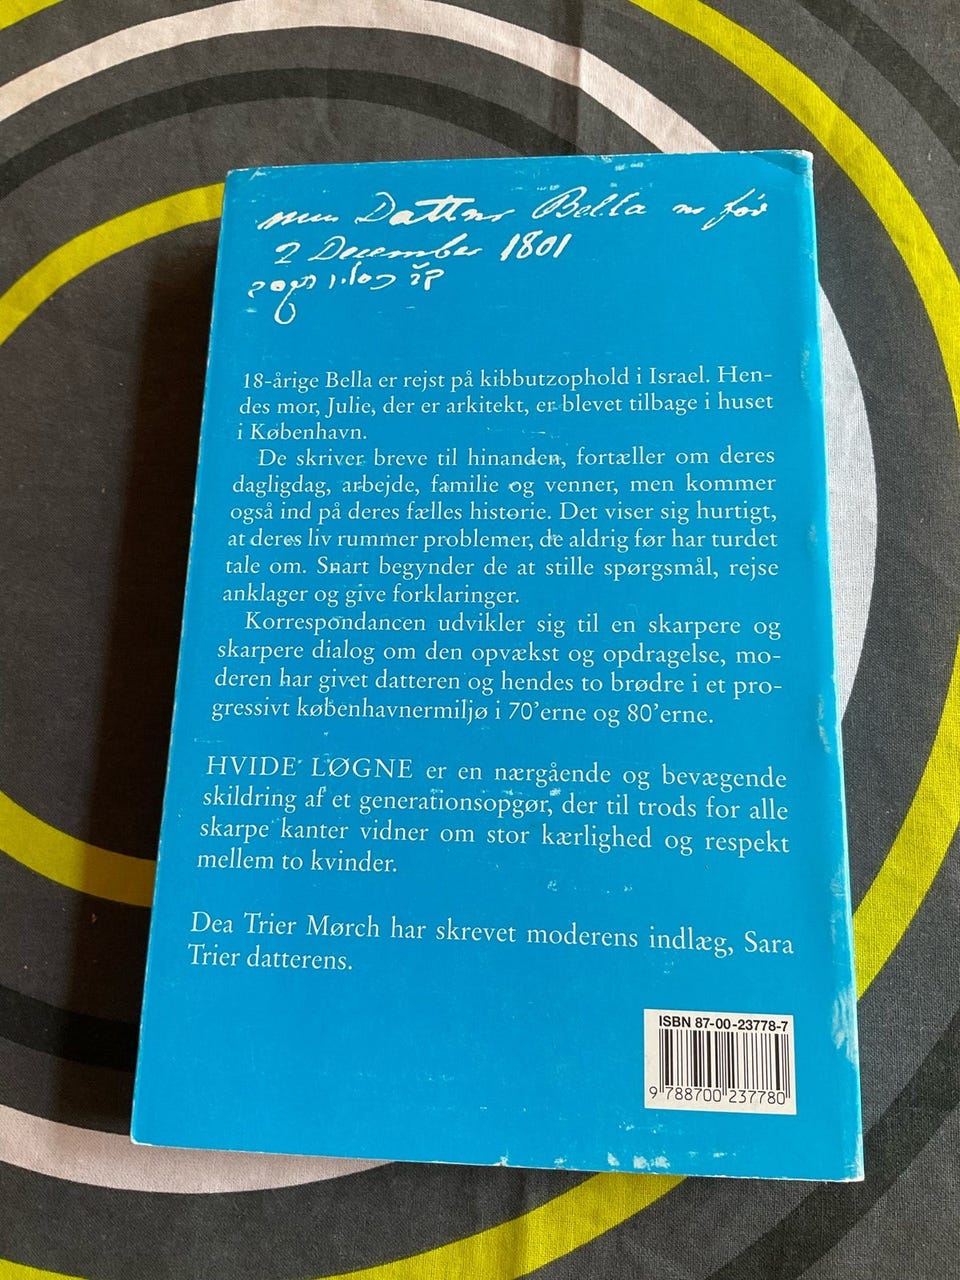 Dattur Bella
2 December 1801
18-årige Bella er rejst på kibbutzophold i Israel. Hen-
des mor, Julie, der er arkitekt, er blevet tilbage i huset
i København.
De skriver breve til hinanden, fortæller om deres
dagligdag, arbejde, familie og venner, men kommer
også ind på deres fælles historie. Det viser sig hurtigt,
at deres liv rummer problemer, de aldrig før har turdet
tale om. Snart begynder de at stille spørgsmål, rejse
anklager og give forklaringer.
Korrespondancen udvikler sig til en skarpere og
skarpere dialog om den opvækst og opdragelse, mo-
deren har givet datteren og hendes to brødre i et pro-
gressivt københavnermiljø i 70'erne og 80'erne.
HVIDE LØGNE er en nærgående og bevægende
skildring af et generationsopgør, der til trods for alle
skarpe kanter vidner om stor kærlighed og respekt
mellem to kvinder.
Dea Trier Mørch har skrevet moderens indlæg, Sara
Trier datterens.
ISBN 87-00-23778-7
9 788700 237780